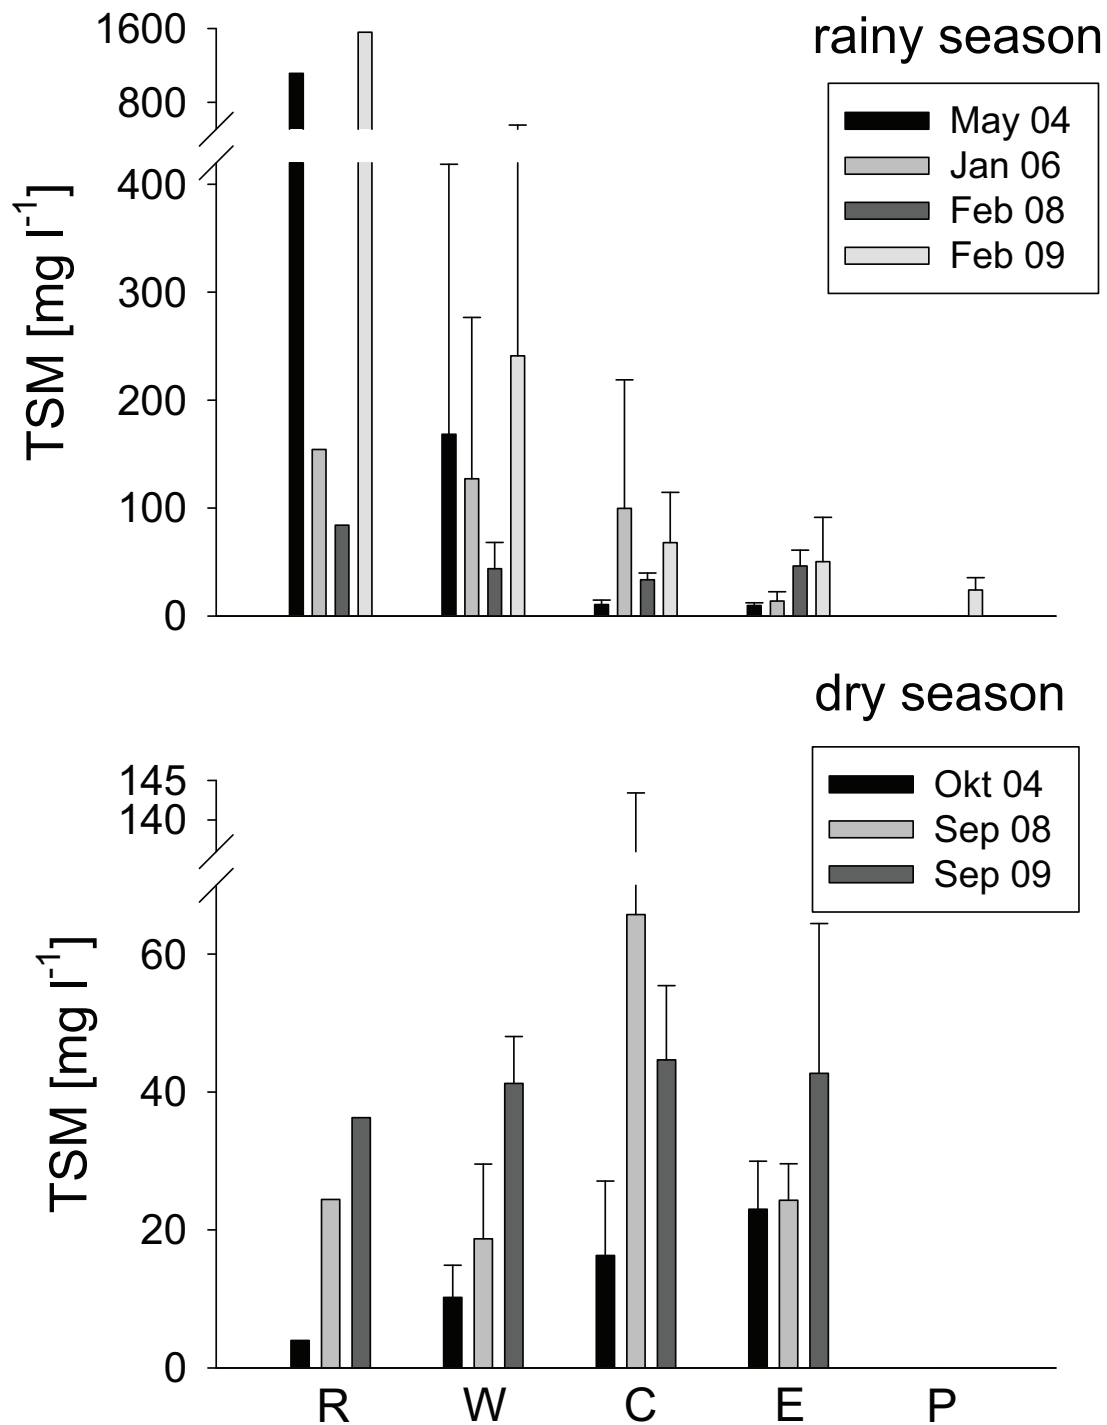 rainy season
May 04
Jan 06
Feb 08
Feb 09
TSM [mg l-1]
1600
800
400
300
200
100
0
dry season
Okt 04
Sep 08
Sep 09
TSM [mg l-1]
145
140
60
40
20
0
R W C E P